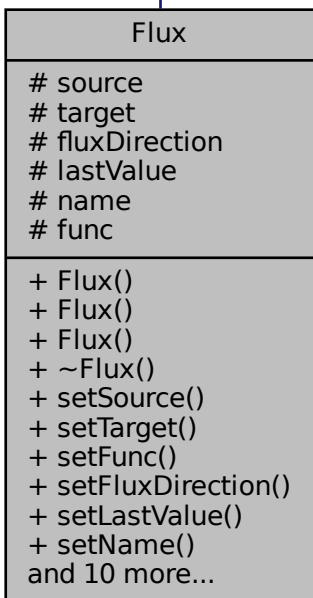 Flux
# source
# target
# fluxDirection
# lastValue
# name
# func
+ Flux()
+ Flux()
+ Flux()
+ ~Flux()
+ setSource()
+ setTarget()
+ setFunc()
+ setFluxDirection()
+ setLastValue()
+ setName()
and 10 more...